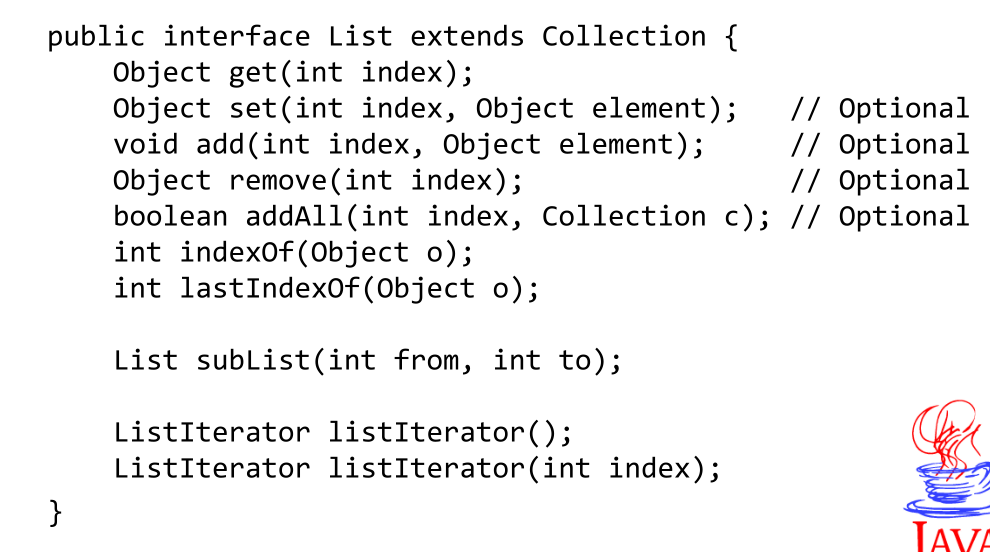 public interface List extends Collection {
    Object get(int index);
    Object set(int index, Object element);   // Optional
    void add(int index, Object element);     // Optional
    Object remove(int index);                // Optional
    boolean addAll(int index, Collection c); // Optional
    int indexOf(Object o);
    int lastIndexOf(Object o);
    List subList(int from, int to);
    ListIterator listIterator();
    ListIterator listIterator(int index);
}
JAVA